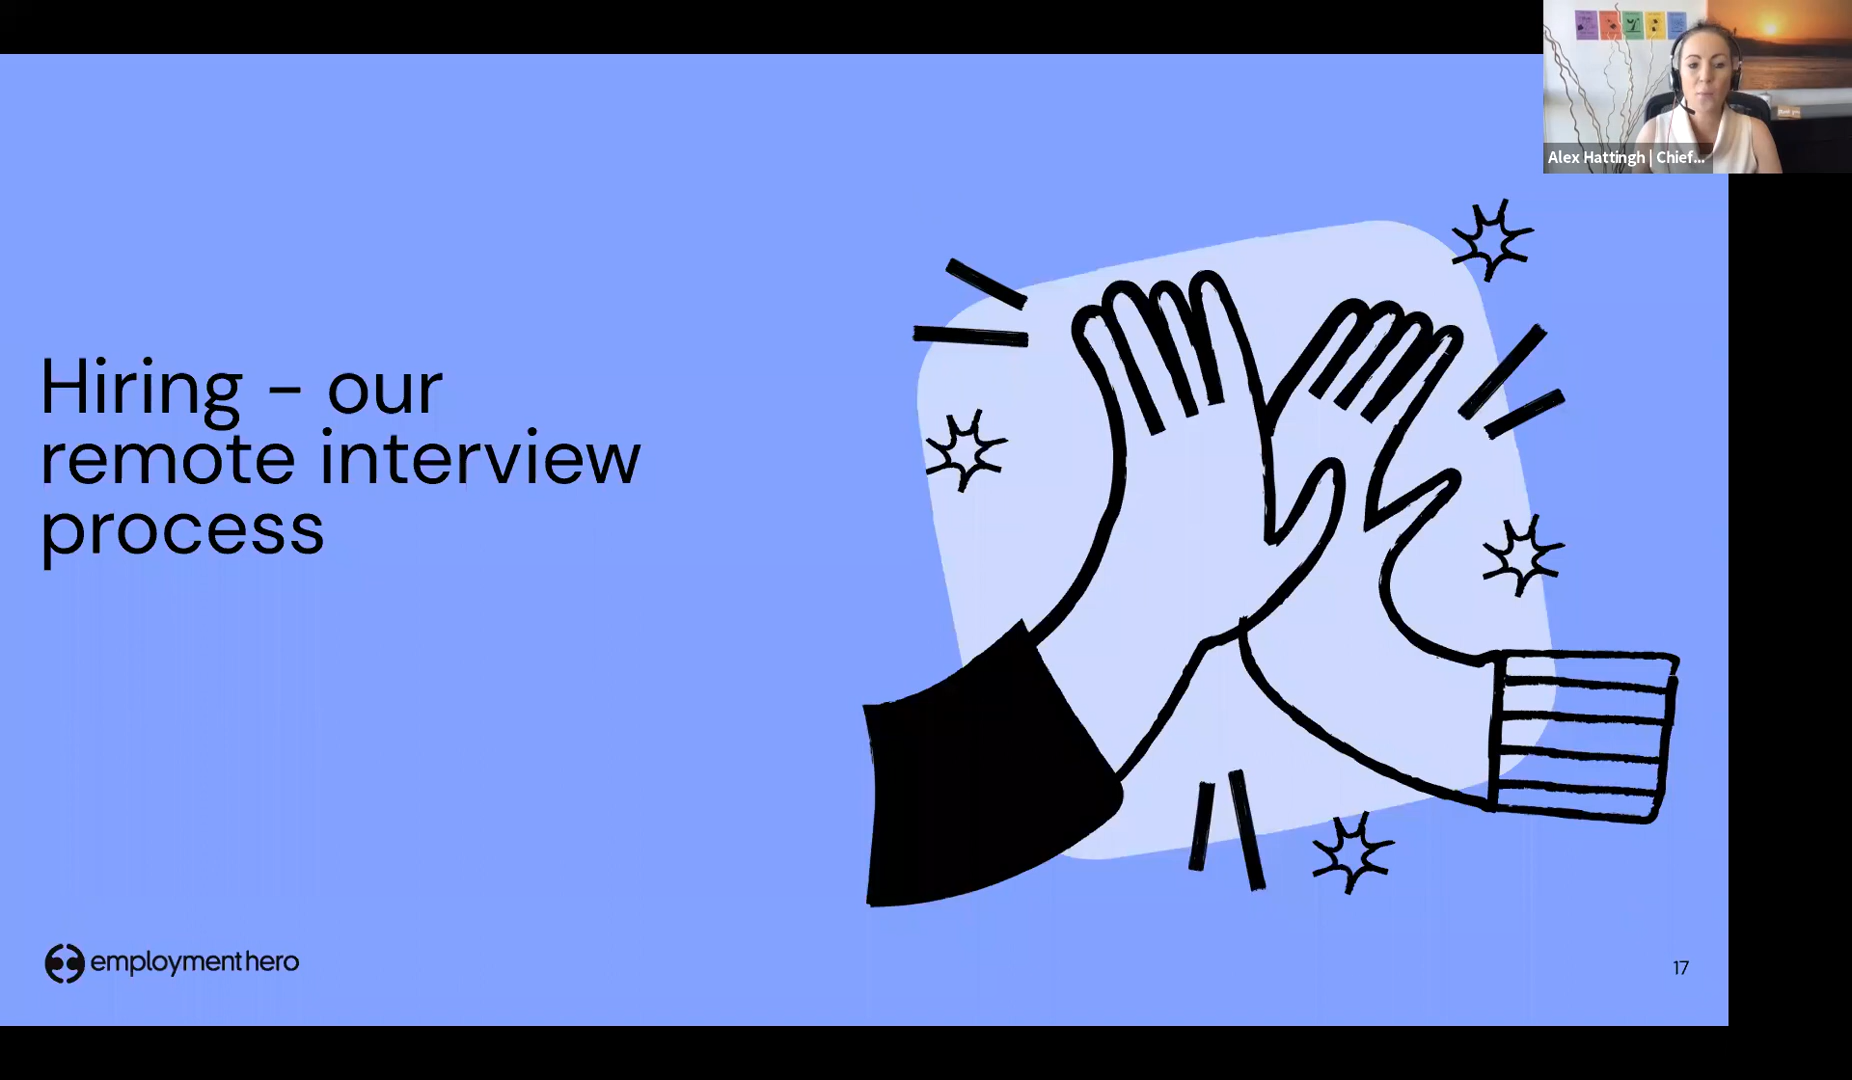 Alex Hattingh | Chief...
Hiring - our
remote interview
process
employmenthero
17